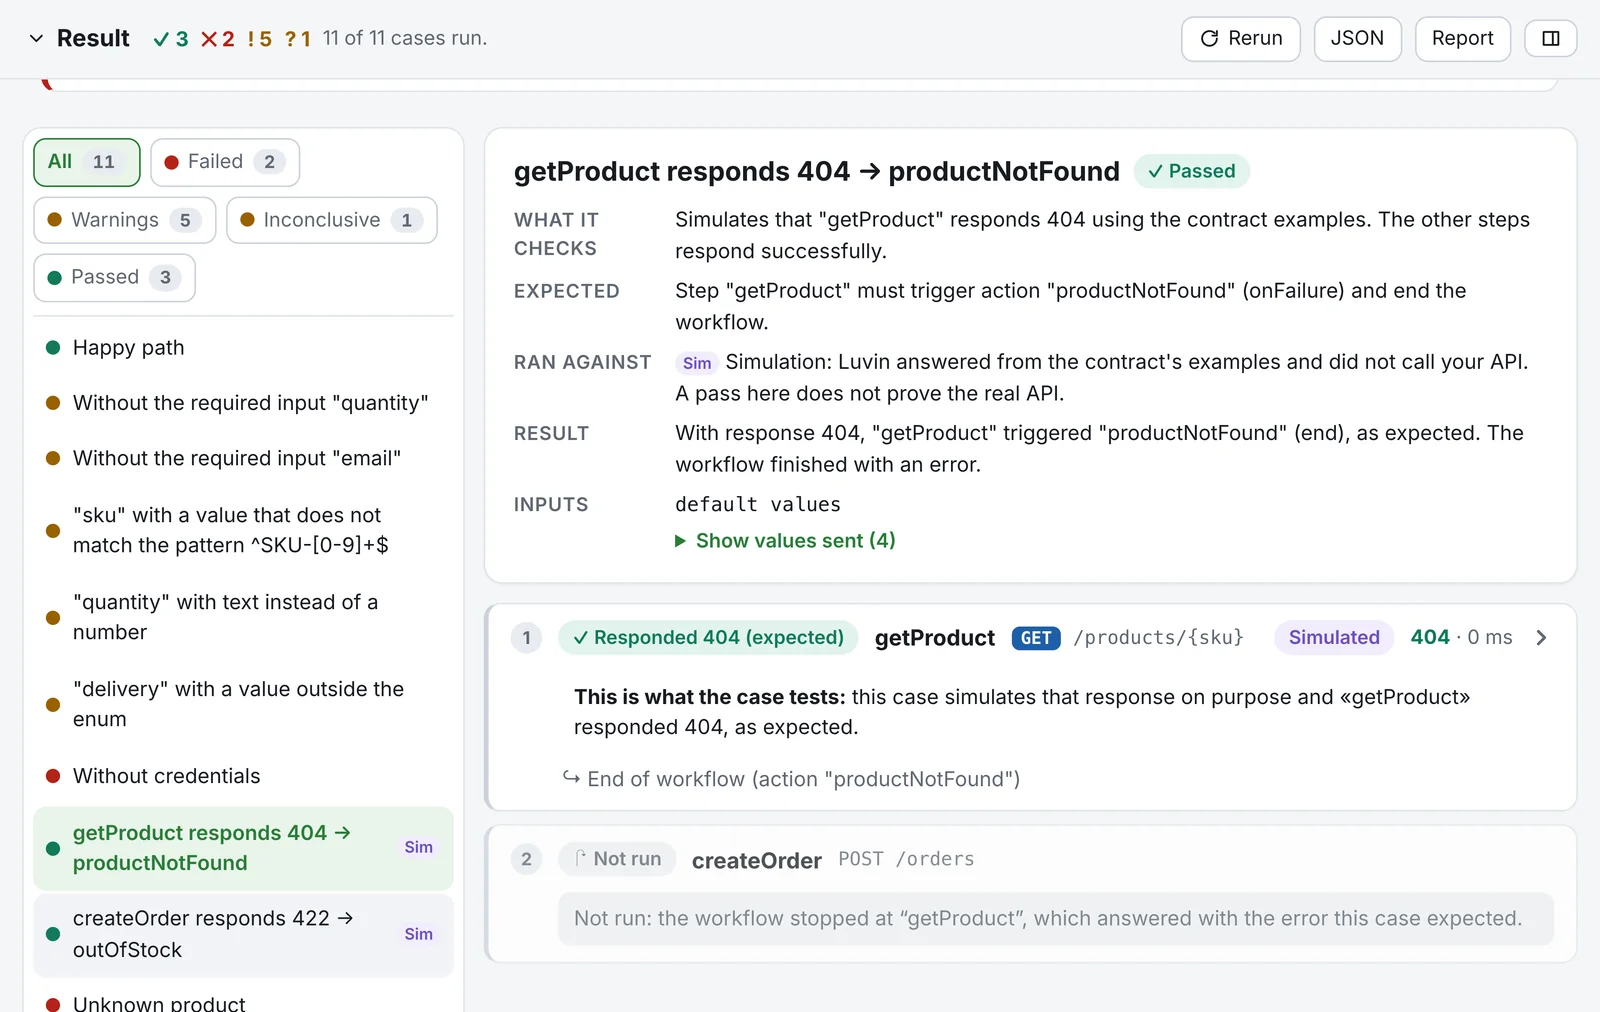 Result ✓ 3 ✕ 2 ! 5 ? 1 11 of 11 cases run. Rerun JSON Report
All 11 Failed 2
Warnings 5 Inconclusive 1
Passed 3
Happy path
Without the required input "quantity"
Without the required input "email"
"sku" with a value that does not
match the pattern ^SKU-[0-9]+$
"quantity" with text instead of a
number
"delivery" with a value outside the
enum
Without credentials
getProduct responds 404 →
productNotFound Sim
createOrder responds 422 →
outOfStock Sim
Unknown product
getProduct responds 404 → productNotFound ✓ Passed
WHAT IT CHECKS
Simulates that "getProduct" responds 404 using the contract examples. The other steps
respond successfully.
EXPECTED
Step "getProduct" must trigger action "productNotFound" (onFailure) and end the
workflow.
RAN AGAINST
Sim Simulation: Luvin answered from the contract's examples and did not call your API.
A pass here does not prove the real API.
RESULT
With response 404, "getProduct" triggered "productNotFound" (end), as expected. The
workflow finished with an error.
INPUTS
default values
▶ Show values sent (4)
1 ✓ Responded 404 (expected) getProduct GET /products/{sku} Simulated 404 · 0 ms
This is what the case tests: this case simulates that response on purpose and «getProduct»
responded 404, as expected.
↪ End of workflow (action "productNotFound")
2 Not run createOrder POST /orders
Not run: the workflow stopped at “getProduct”, which answered with the error this case expected.